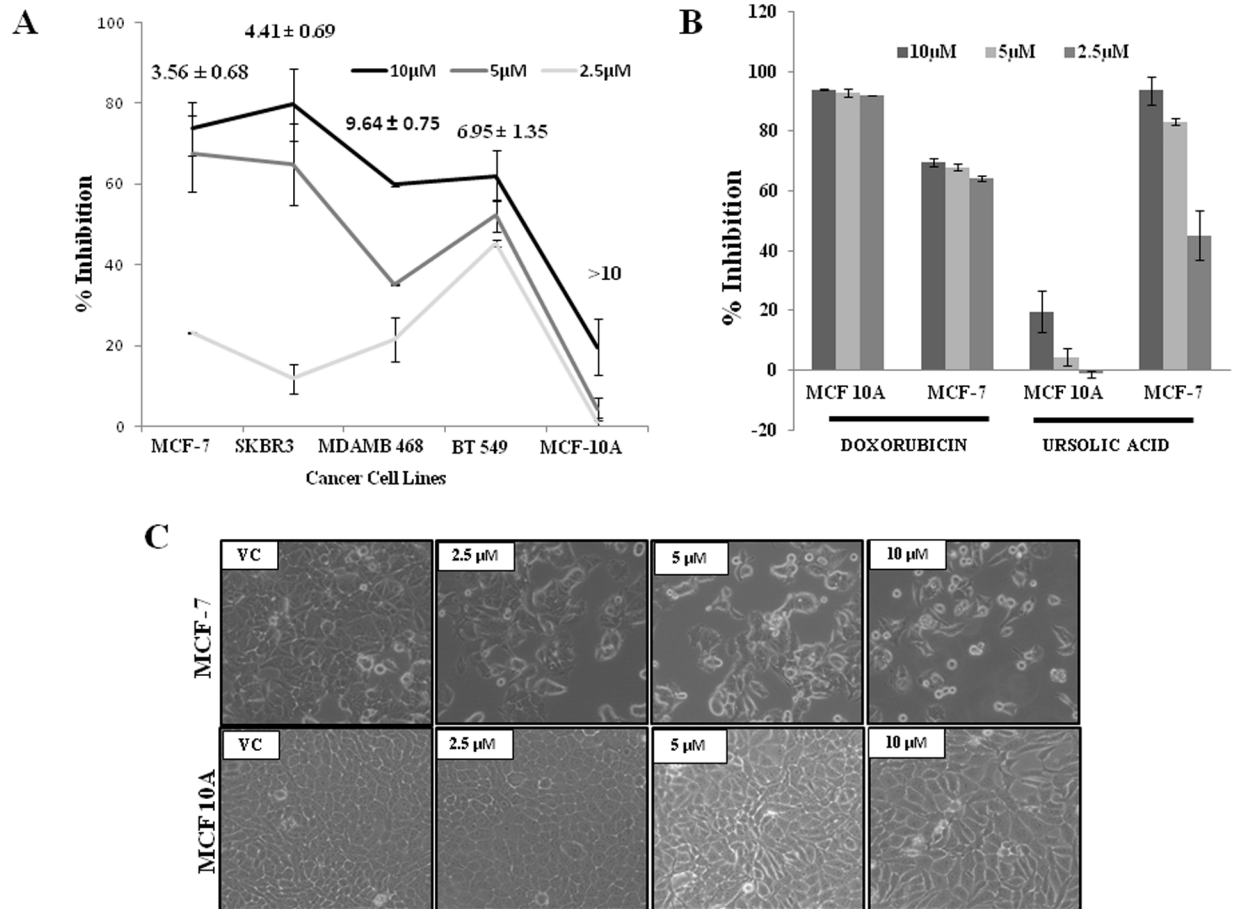 A
100
80
60
40
20
0
% Inhibition
3.56 ± 0.68
4.41 ± 0.69
9.64 ± 0.75
6.95 ± 1.35
>10
10µM
5µM
2.5µM
MCF-7
SKBR3
MDAMB 468
BT 549
MCF-10A
Cancer Cell Lines
B
120
100
80
60
40
20
0
-20
% Inhibition
10µM
5µM
2.5µM
MCF 10A
MCF-7
MCF 10A
MCF-7
DOXORUBICIN
URSOLIC ACID
C
MCF-7
VC
2.5 µM
5 µM
10 µM
MCF10A
VC
2.5 µM
5 µM
10 µM